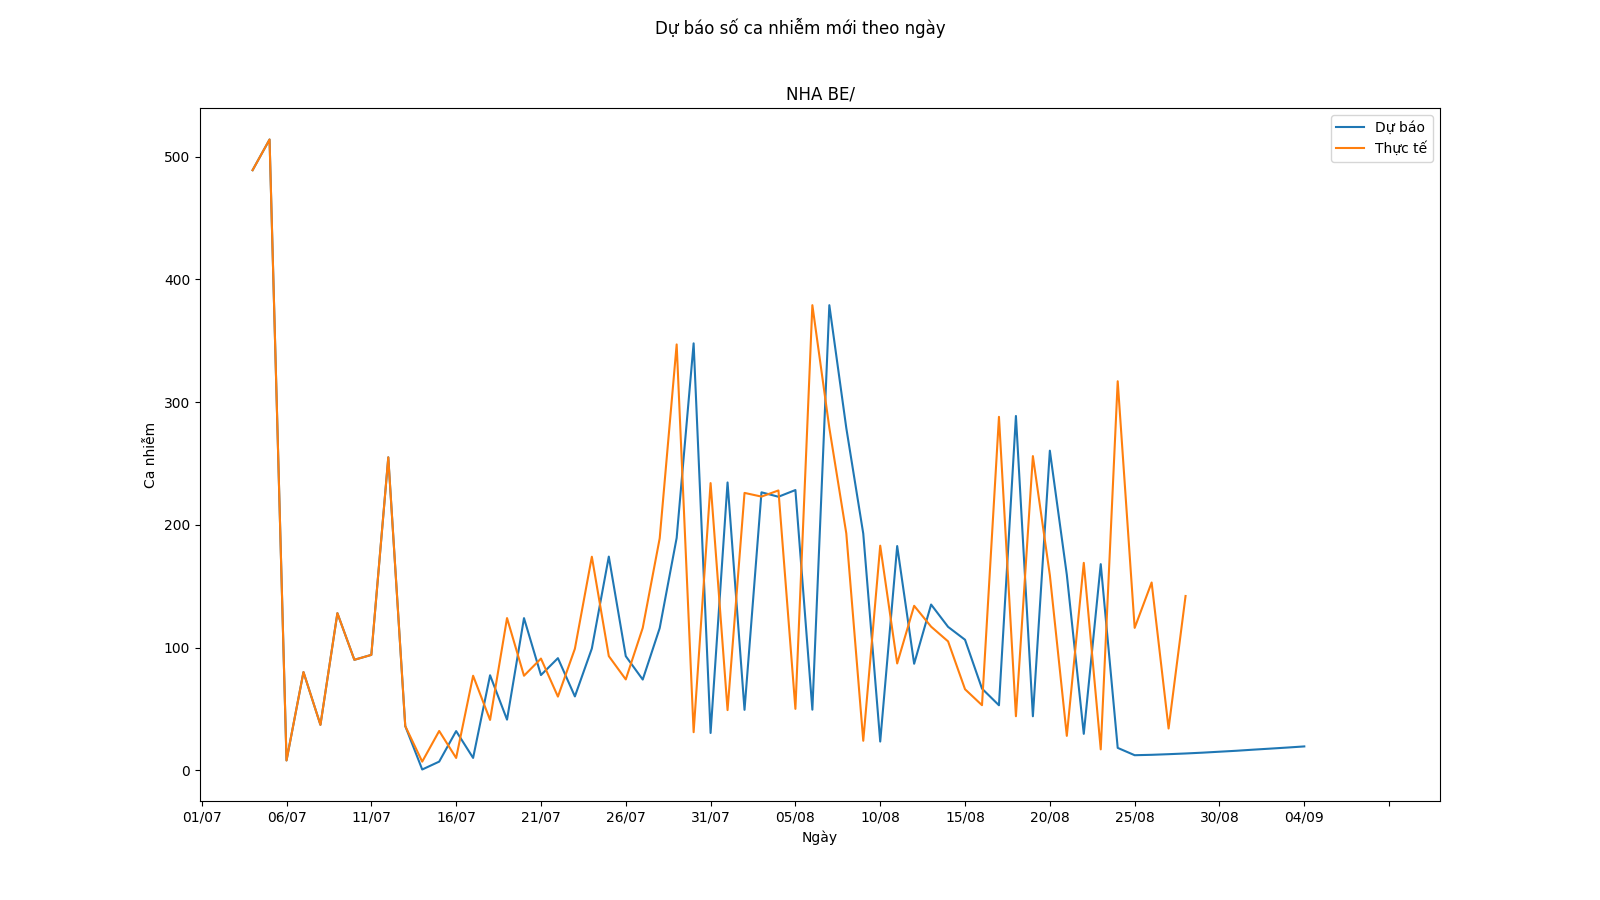 Dự báo số ca nhiễm mới theo ngày
NHA BE/
Dự báo
Thực tế
500
400
300
200
100
0
Ca nhiễm
01/07 06/07 11/07 16/07 21/07 26/07 31/07 05/08 10/08 15/08 20/08 25/08 30/08 04/09
Ngày